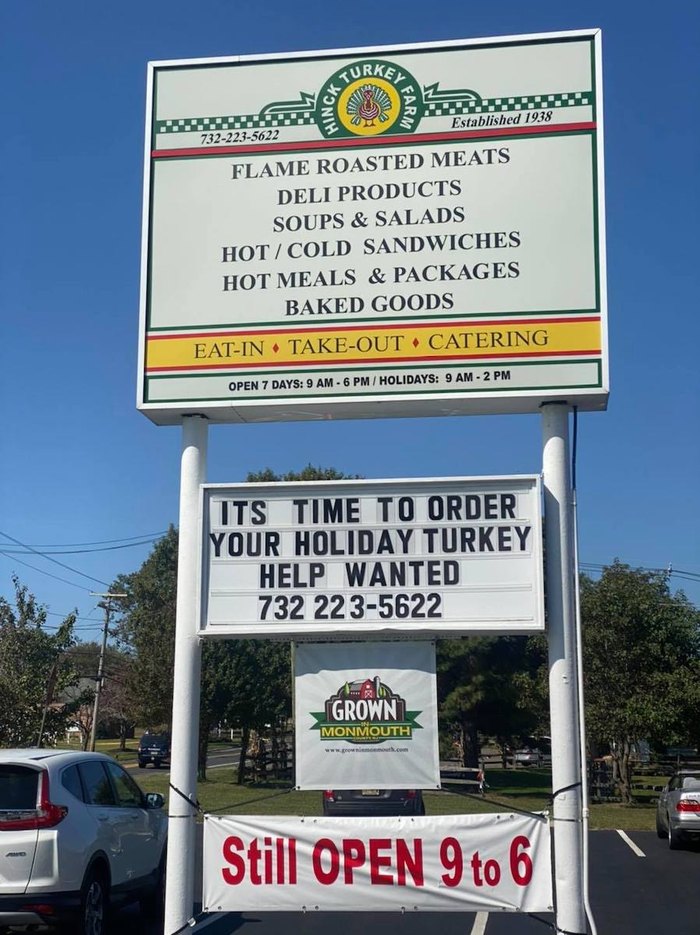 HINCK TURKEY FARM
732-223-5622
Established 1938
FLAME ROASTED MEATS
DELI PRODUCTS
SOUPS & SALADS
HOT / COLD SANDWICHES
HOT MEALS & PACKAGES
BAKED GOODS
EAT-IN ♦ TAKE-OUT ♦ CATERING
OPEN 7 DAYS: 9 AM - 6 PM / HOLIDAYS: 9 AM - 2 PM
ITS TIME TO ORDER
YOUR HOLIDAY TURKEY
HELP WANTED
732 223-5622
GROWN
IN
MONMOUTH
www.growninmonmouth.com
Still OPEN 9 to 6
AWD